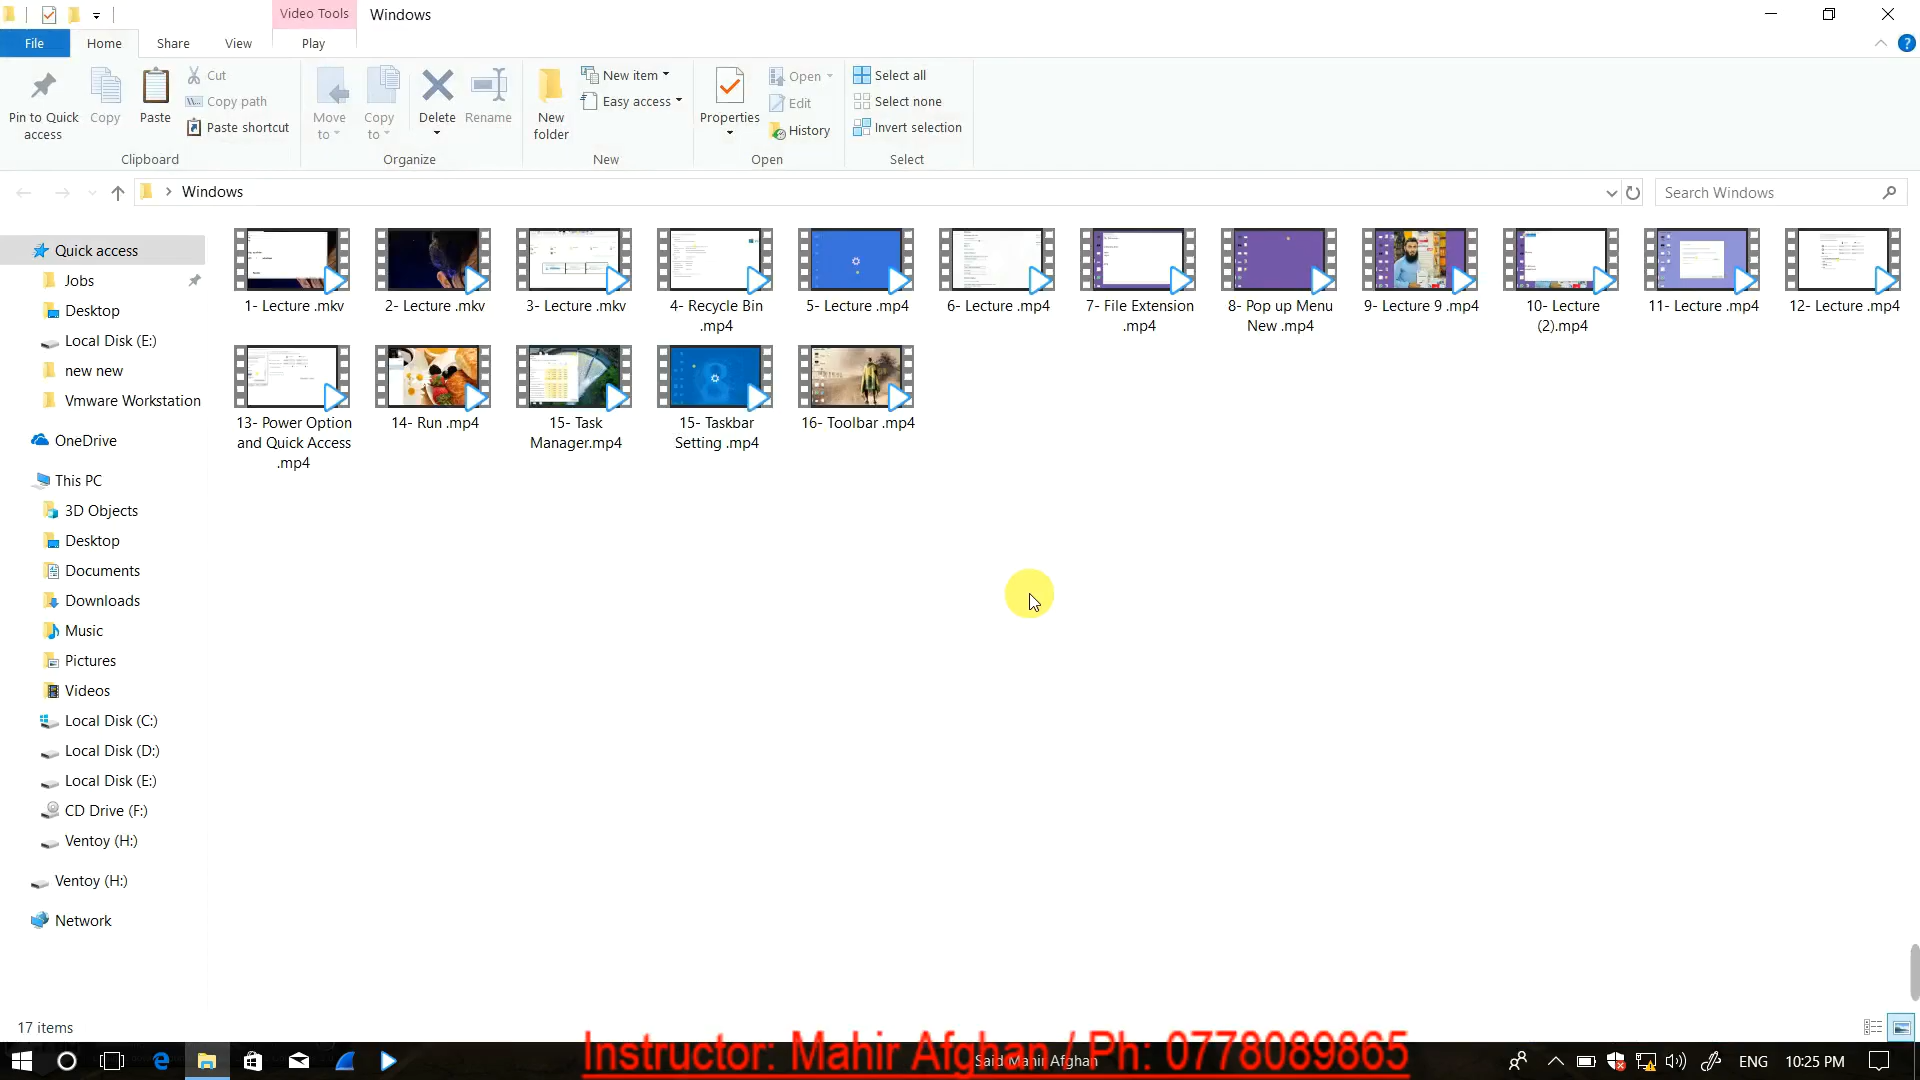 Video Tools
Windows
File
Home
Share
View
Play
Pin to Quick access
Copy
Paste
Cut
Copy path
Paste shortcut
Move to
Copy to
Delete
Rename
New folder
New item
Easy access
Properties
Open
Edit
History
Select all
Select none
Invert selection
Clipboard
Organize
New
Open
Select
Windows
Search Windows
Quick access
Jobs
Desktop
Local Disk (E:)
new new
Vmware Workstation
OneDrive
This PC
3D Objects
Desktop
Documents
Downloads
Music
Pictures
Videos
Local Disk (C:)
Local Disk (D:)
Local Disk (E:)
CD Drive (F:)
Ventoy (H:)
Ventoy (H:)
Network
1- Lecture .mkv
2- Lecture .mkv
3- Lecture .mkv
4- Recycle Bin .mp4
5- Lecture .mp4
6- Lecture .mp4
7- File Extension .mp4
8- Pop up Menu New .mp4
9- Lecture 9 .mp4
10- Lecture (2).mp4
11- Lecture .mp4
12- Lecture .mp4
13- Power Option and Quick Access .mp4
14- Run .mp4
15- Task Manager.mp4
15- Taskbar Setting .mp4
16- Toolbar .mp4
17 items
Instructor: Mahir Afghan / Ph: 0778089865
Said Mahir Afghan
ENG
10:25 PM